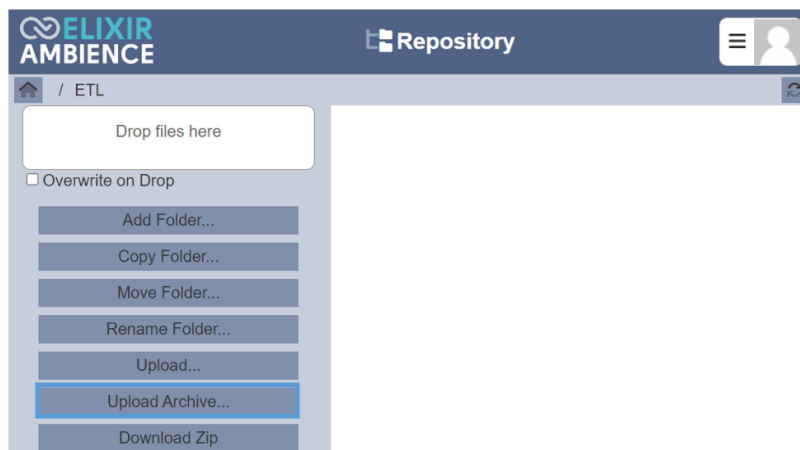 ELIXIR
AMBIENCE
Repository
/ ETL
Drop files here
Overwrite on Drop
Add Folder...
Copy Folder...
Move Folder...
Rename Folder...
Upload...
Upload Archive...
Download Zip